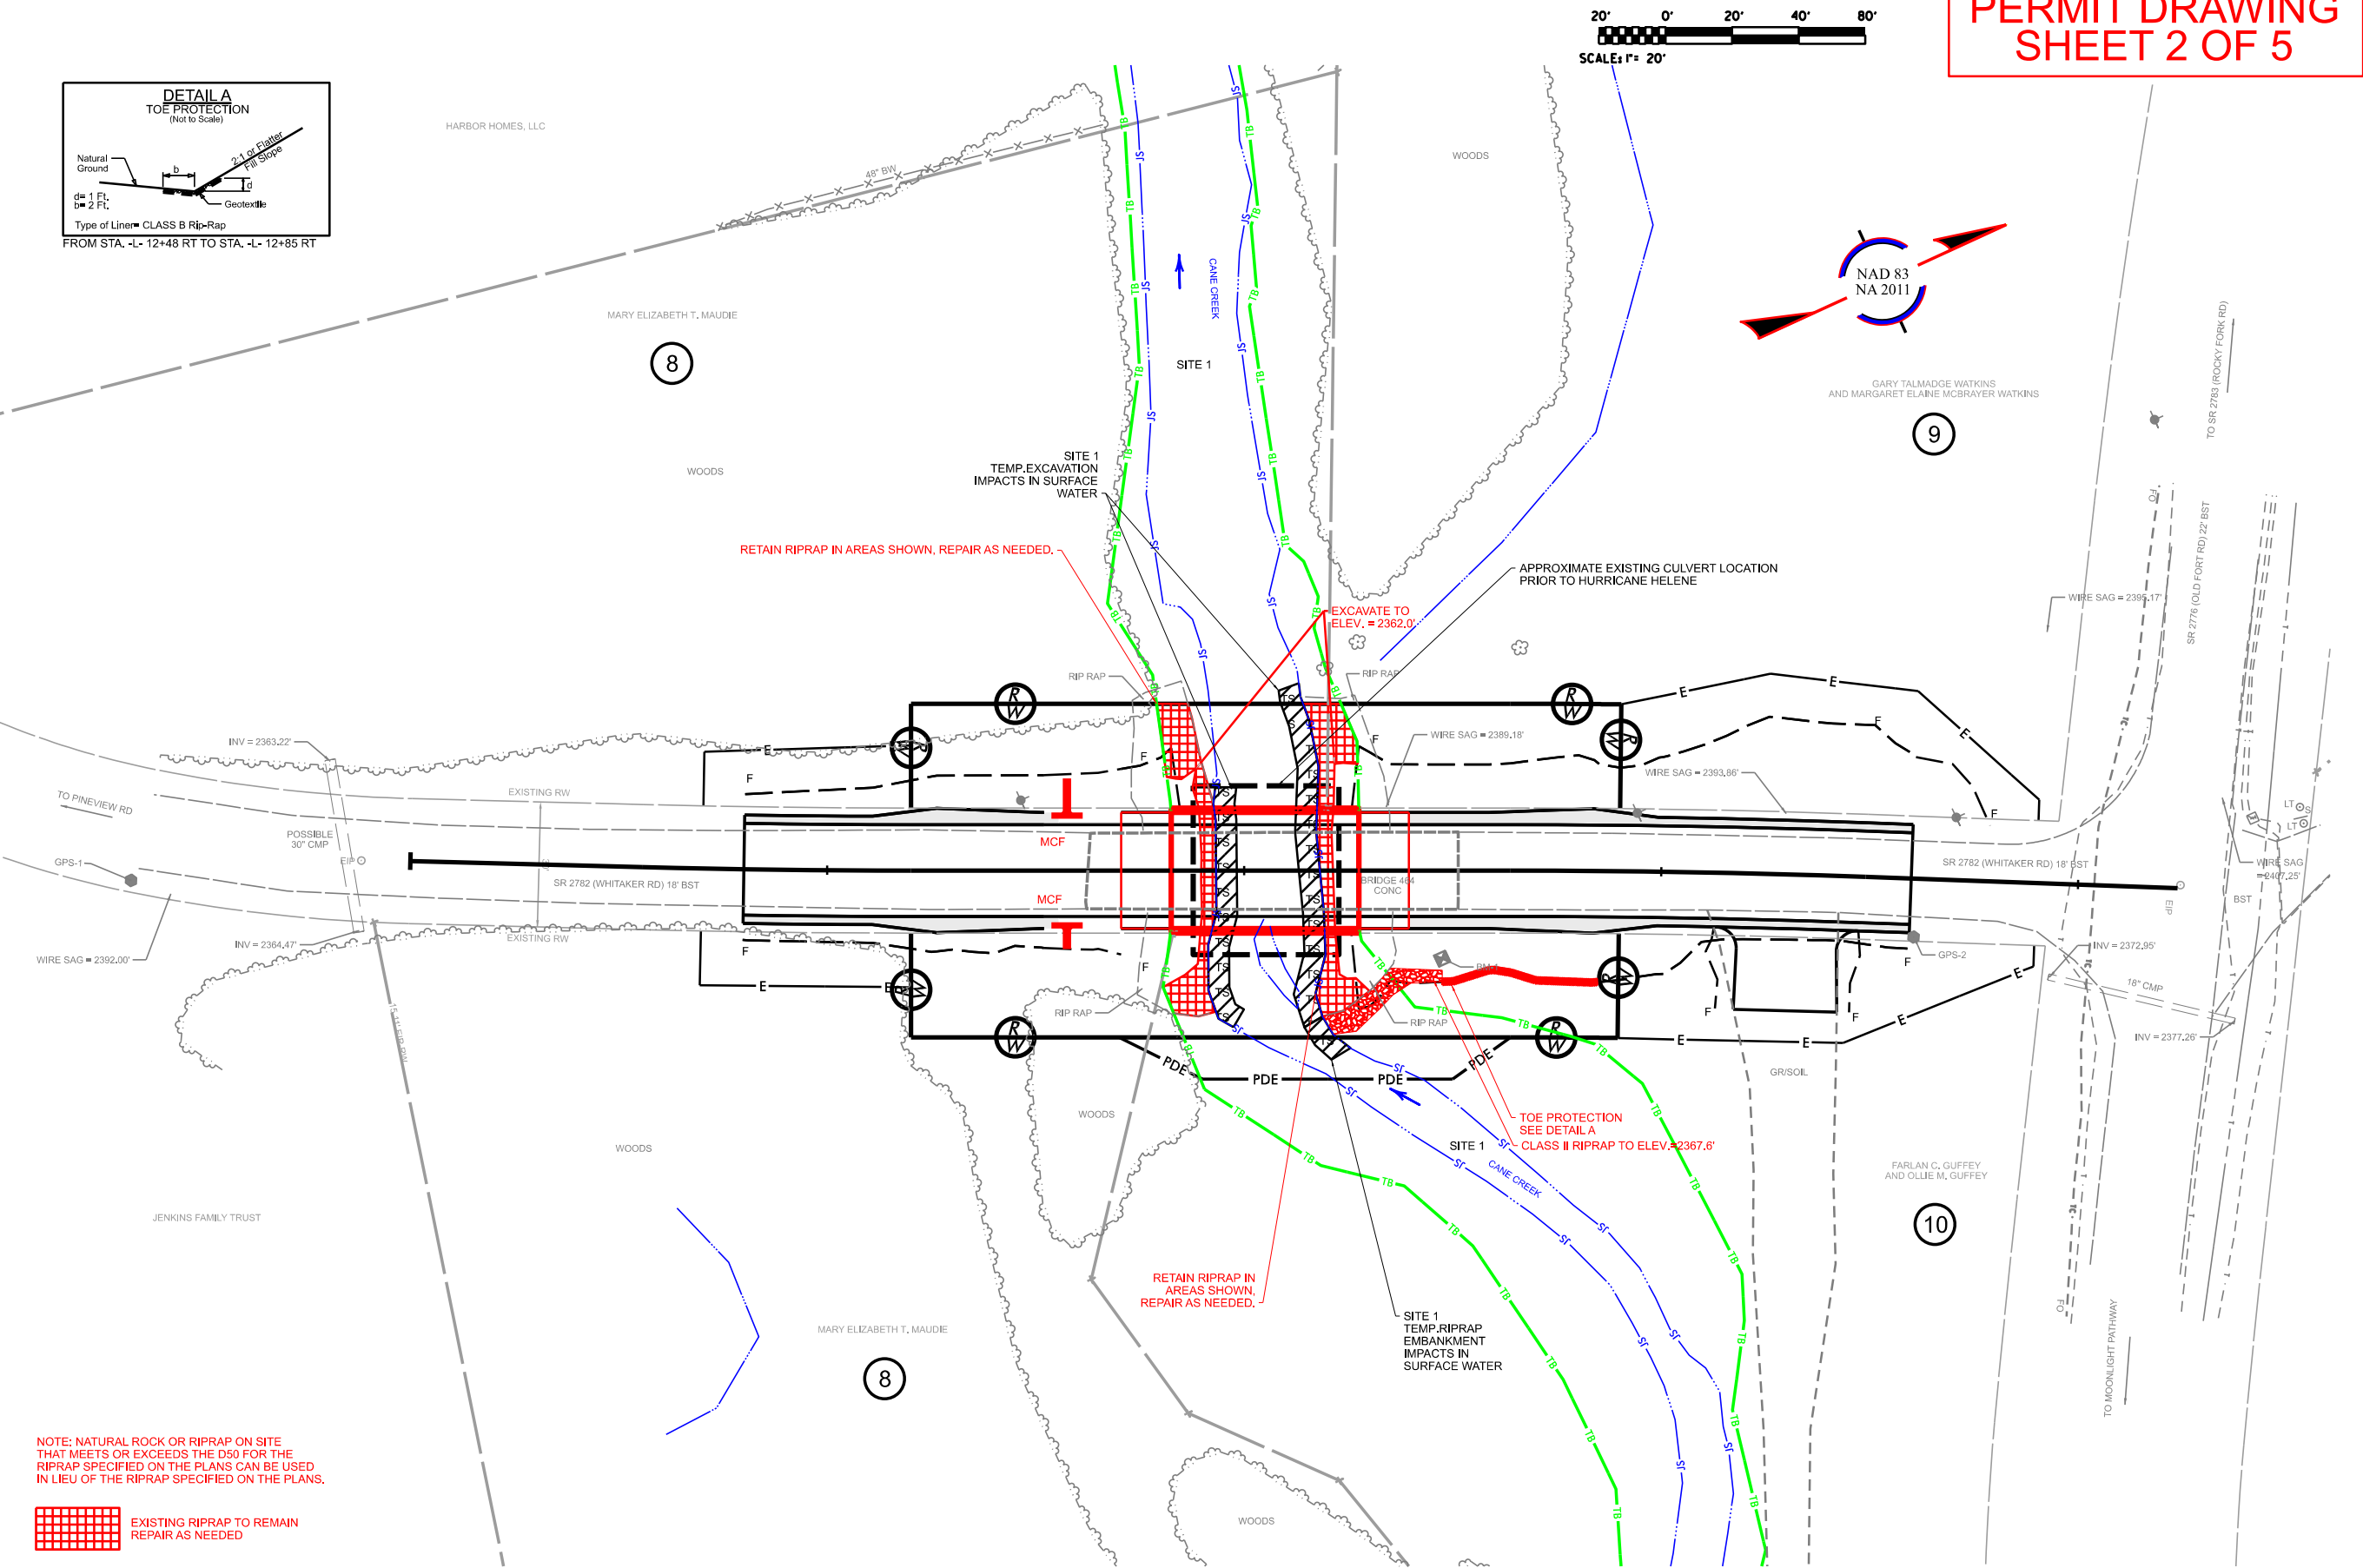 PERMIT DRAWING
SHEET 2 OF 5
20' 0' 20' 40' 80'
SCALE: 1"= 20'
DETAIL A
TOE PROTECTION
(Not to Scale)
Natural
Ground
b
2:1 or Flatter
Fill Slope
d
d= 1 Ft.
b= 2 Ft.
Geotextile
Type of Liner= CLASS B Rip-Rap
FROM STA. -L- 12+48 RT TO STA. -L- 12+85 RT
HARBOR HOMES, LLC
48" BW
WOODS
NAD 83
NA 2011
MARY ELIZABETH T. MAUDIE
8
CANE CREEK
SITE 1
GARY TALMADGE WATKINS
AND MARGARET ELAINE MCBRAYER WATKINS
9
TO SR 2783 (ROCKY FORK RD)
SR 2776 (OLD FORT RD) 22' BST
FO
WOODS
SITE 1
TEMP.EXCAVATION
IMPACTS IN SURFACE
WATER
RETAIN RIPRAP IN AREAS SHOWN, REPAIR AS NEEDED.
APPROXIMATE EXISTING CULVERT LOCATION
PRIOR TO HURRICANE HELENE
EXCAVATE TO
ELEV. = 2362.0'
WIRE SAG = 2395.17'
RIP RAP
RIP RAP
WIRE SAG = 2389.18'
WIRE SAG = 2393.86'
INV = 2363.22'
TO PINEVIEW RD
EXISTING RW
POSSIBLE
30" CMP
EIP
GPS-1
MCF
MCF
SR 2782 (WHITAKER RD) 18' BST
BRIDGE 464
CONC
SR 2782 (WHITAKER RD) 18' BST
LT
S
LT
WIRE SAG
= 2407.25'
BST
EIP
EXISTING RW
INV = 2364.47'
WIRE SAG = 2392.00'
BM-1
GPS-2
INV = 2372.95'
18" CMP
INV = 2377.26'
RIP RAP
RIP RAP
PDE
PDE
PDE
PDE
GR/SOIL
WOODS
WOODS
TOE PROTECTION
SEE DETAIL A
SITE 1
CLASS II RIPRAP TO ELEV.=2367.6'
CANE CREEK
FARLAN C. GUFFEY
AND OLLIE M. GUFFEY
10
JENKINS FAMILY TRUST
RETAIN RIPRAP IN
AREAS SHOWN,
REPAIR AS NEEDED.
SITE 1
TEMP.RIPRAP
EMBANKMENT
IMPACTS IN
SURFACE WATER
MARY ELIZABETH T. MAUDIE
8
FO
TO MOONLIGHT PATHWAY
NOTE: NATURAL ROCK OR RIPRAP ON SITE
THAT MEETS OR EXCEEDS THE D50 FOR THE
RIPRAP SPECIFIED ON THE PLANS CAN BE USED
IN LIEU OF THE RIPRAP SPECIFIED ON THE PLANS.
EXISTING RIPRAP TO REMAIN
REPAIR AS NEEDED
WOODS